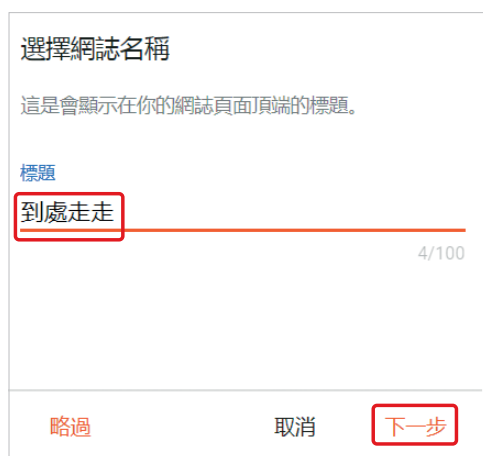 選擇網誌名稱
這是會顯示在你的網誌頁面頂端的標題。
標題
到處走走
4/100
略過 取消 下一步